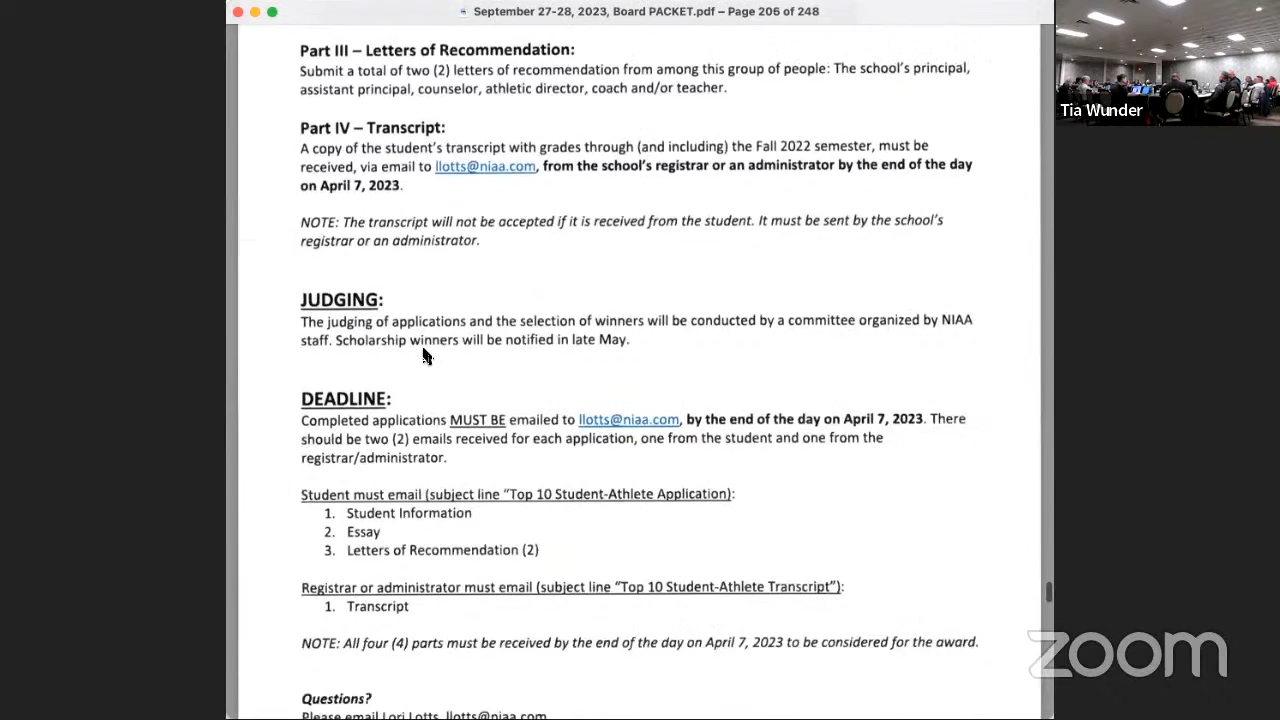 September 27-28, 2023, Board PACKET.pdf – Page 206 of 248
Tia Wunder
Part III – Letters of Recommendation:
Submit a total of two (2) letters of recommendation from among this group of people: The school's principal,
assistant principal, counselor, athletic director, coach and/or teacher.
Part IV – Transcript:
A copy of the student's transcript with grades through (and including) the Fall 2022 semester, must be
received, via email to llotts@niaa.com, from the school's registrar or an administrator by the end of the day
on April 7, 2023.
NOTE: The transcript will not be accepted if it is received from the student. It must be sent by the school's
registrar or an administrator.
JUDGING:
The judging of applications and the selection of winners will be conducted by a committee organized by NIAA
staff. Scholarship winners will be notified in late May.
DEADLINE:
Completed applications MUST BE emailed to llotts@niaa.com, by the end of the day on April 7, 2023. There
should be two (2) emails received for each application, one from the student and one from the
registrar/administrator.
Student must email (subject line "Top 10 Student-Athlete Application):
1. Student Information
2. Essay
3. Letters of Recommendation (2)
Registrar or administrator must email (subject line "Top 10 Student-Athlete Transcript"):
1. Transcript
NOTE: All four (4) parts must be received by the end of the day on April 7, 2023 to be considered for the award.
Questions?
Please email Lori Lotts, llotts@niaa.com
zoom